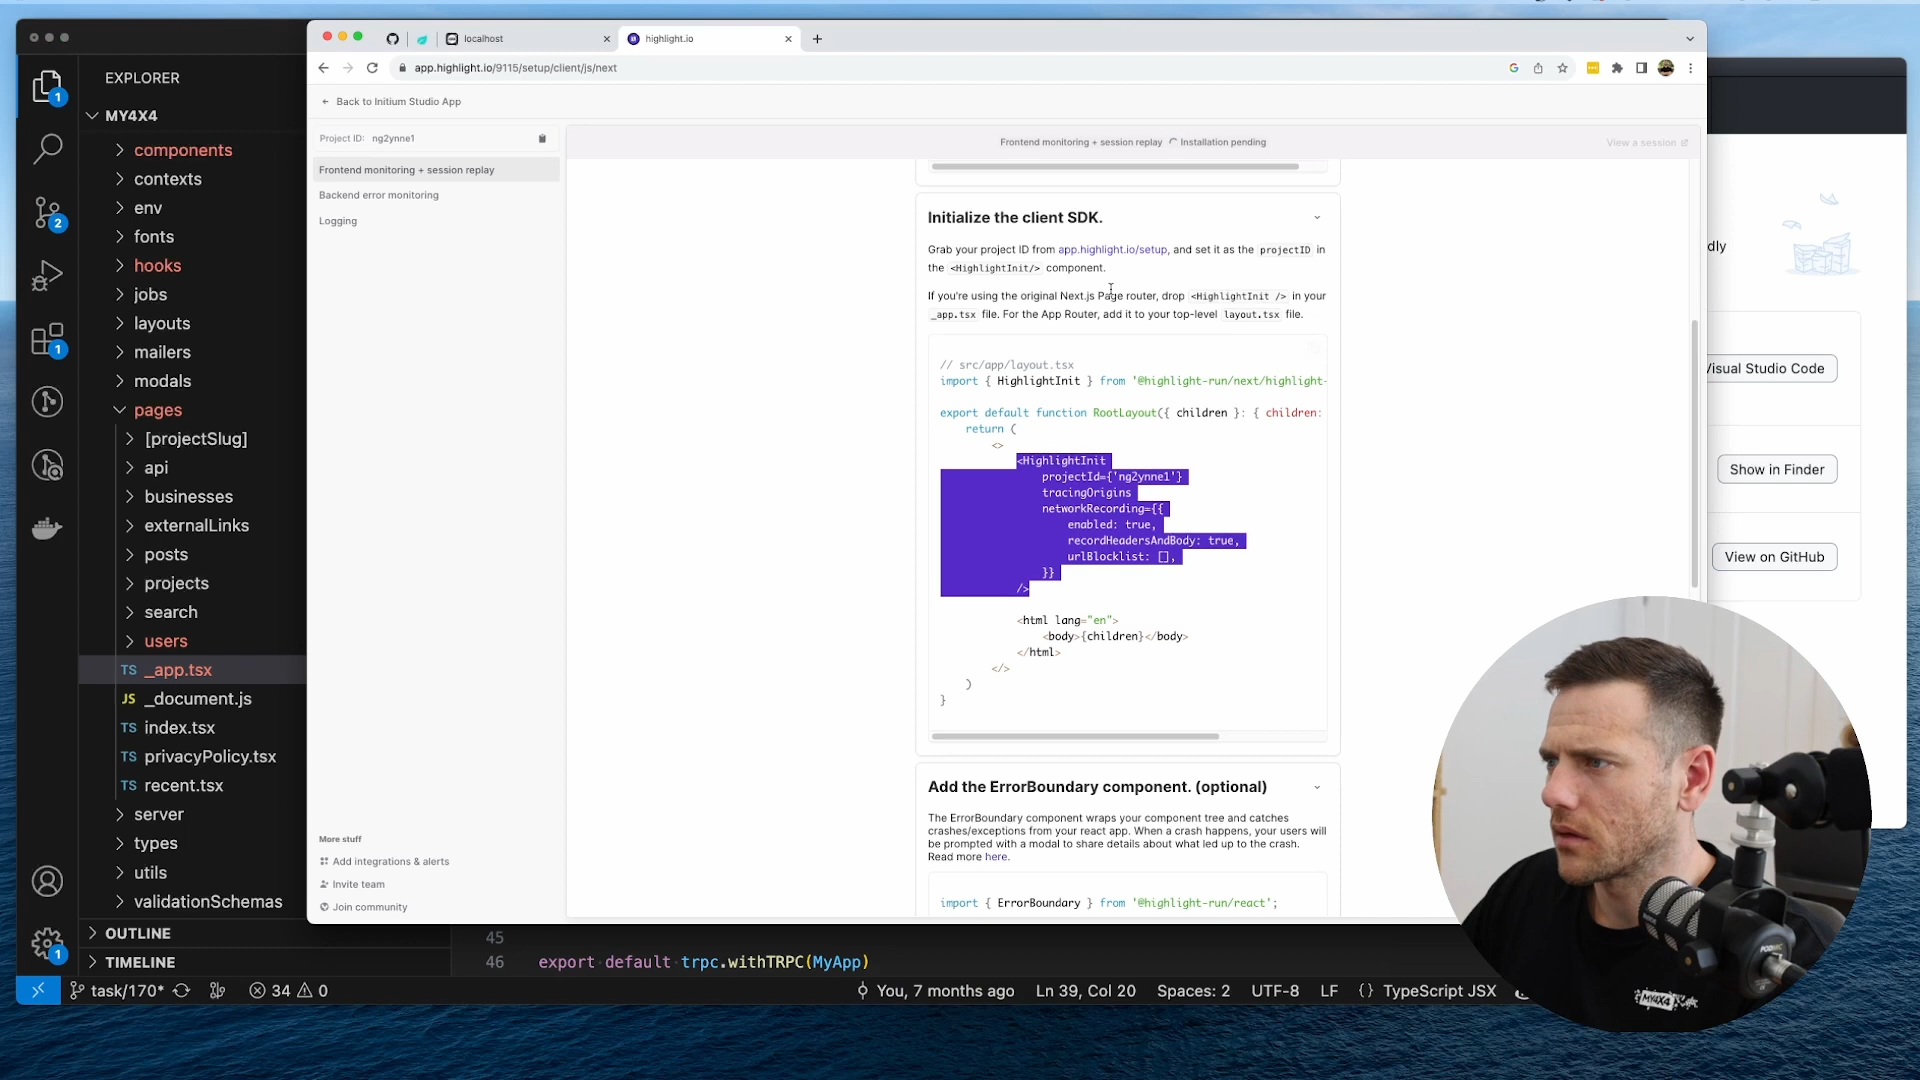 EXPLORER
MY4X4
components
contexts
env
fonts
hooks
jobs
layouts
mailers
modals
pages
[projectSlug]
api
businesses
externalLinks
posts
projects
search
users
TS _app.tsx
JS _document.js
TS index.tsx
TS privacyPolicy.tsx
TS recent.tsx
server
types
utils
validationSchemas
OUTLINE
TIMELINE
1
2
1
1
localhost
highlight.io
app.highlight.io/9115/setup/client/js/next
Back to Initium Studio App
Project ID: ng2ynne1
Frontend monitoring + session replay
Backend error monitoring
Logging
More stuff
Add integrations & alerts
Invite team
Join community
Frontend monitoring + session replay Installation pending
View a session
Initialize the client SDK.
Grab your project ID from app.highlight.io/setup, and set it as the projectID in
the <HighlightInit/> component.
If you're using the original Next.js Page router, drop <HighlightInit /> in your
_app.tsx file. For the App Router, add it to your top-level layout.tsx file.
// src/app/layout.tsx
import { HighlightInit } from '@highlight-run/next/highlight-
export default function RootLayout({ children }: { children:
return (
<>
<HighlightInit
projectId={'ng2ynne1'}
tracingOrigins
networkRecording={{
enabled: true,
recordHeadersAndBody: true,
urlBlocklist: [],
}}
/>
<html lang="en">
<body>{children}</body>
</html>
</>
)
}
Add the ErrorBoundary component. (optional)
The ErrorBoundary component wraps your component tree and catches
crashes/exceptions from your react app. When a crash happens, your users will
be prompted with a modal to share details about what led up to the crash.
Read more here.
import { ErrorBoundary } from '@highlight-run/react';
dly
Visual Studio Code
Show in Finder
View on GitHub
45
46 export default trpc.withTRPC(MyApp)
task/170* 34 0
You, 7 months ago Ln 39, Col 20 Spaces: 2 UTF-8 LF {} TypeScript JSX
MY4X4